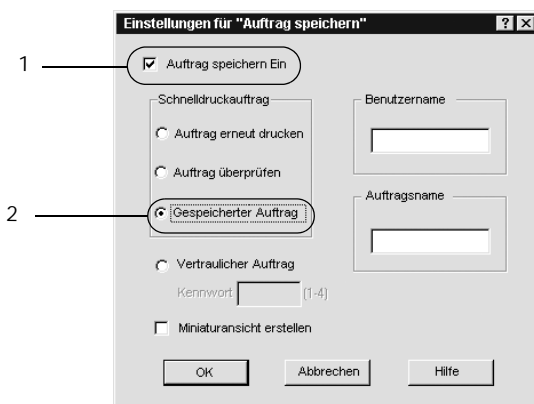 Einstellungen für "Auftrag speichern"
1
Auftrag speichern Ein
Schnelldruckauftrag
Benutzername
Auftrag erneut drucken
Auftrag überprüfen
Auftragsname
2
Gespeicherter Auftrag
Vertraulicher Auftrag
Kennwort (1-4)
Miniaturansicht erstellen
OK Abbrechen Hilfe